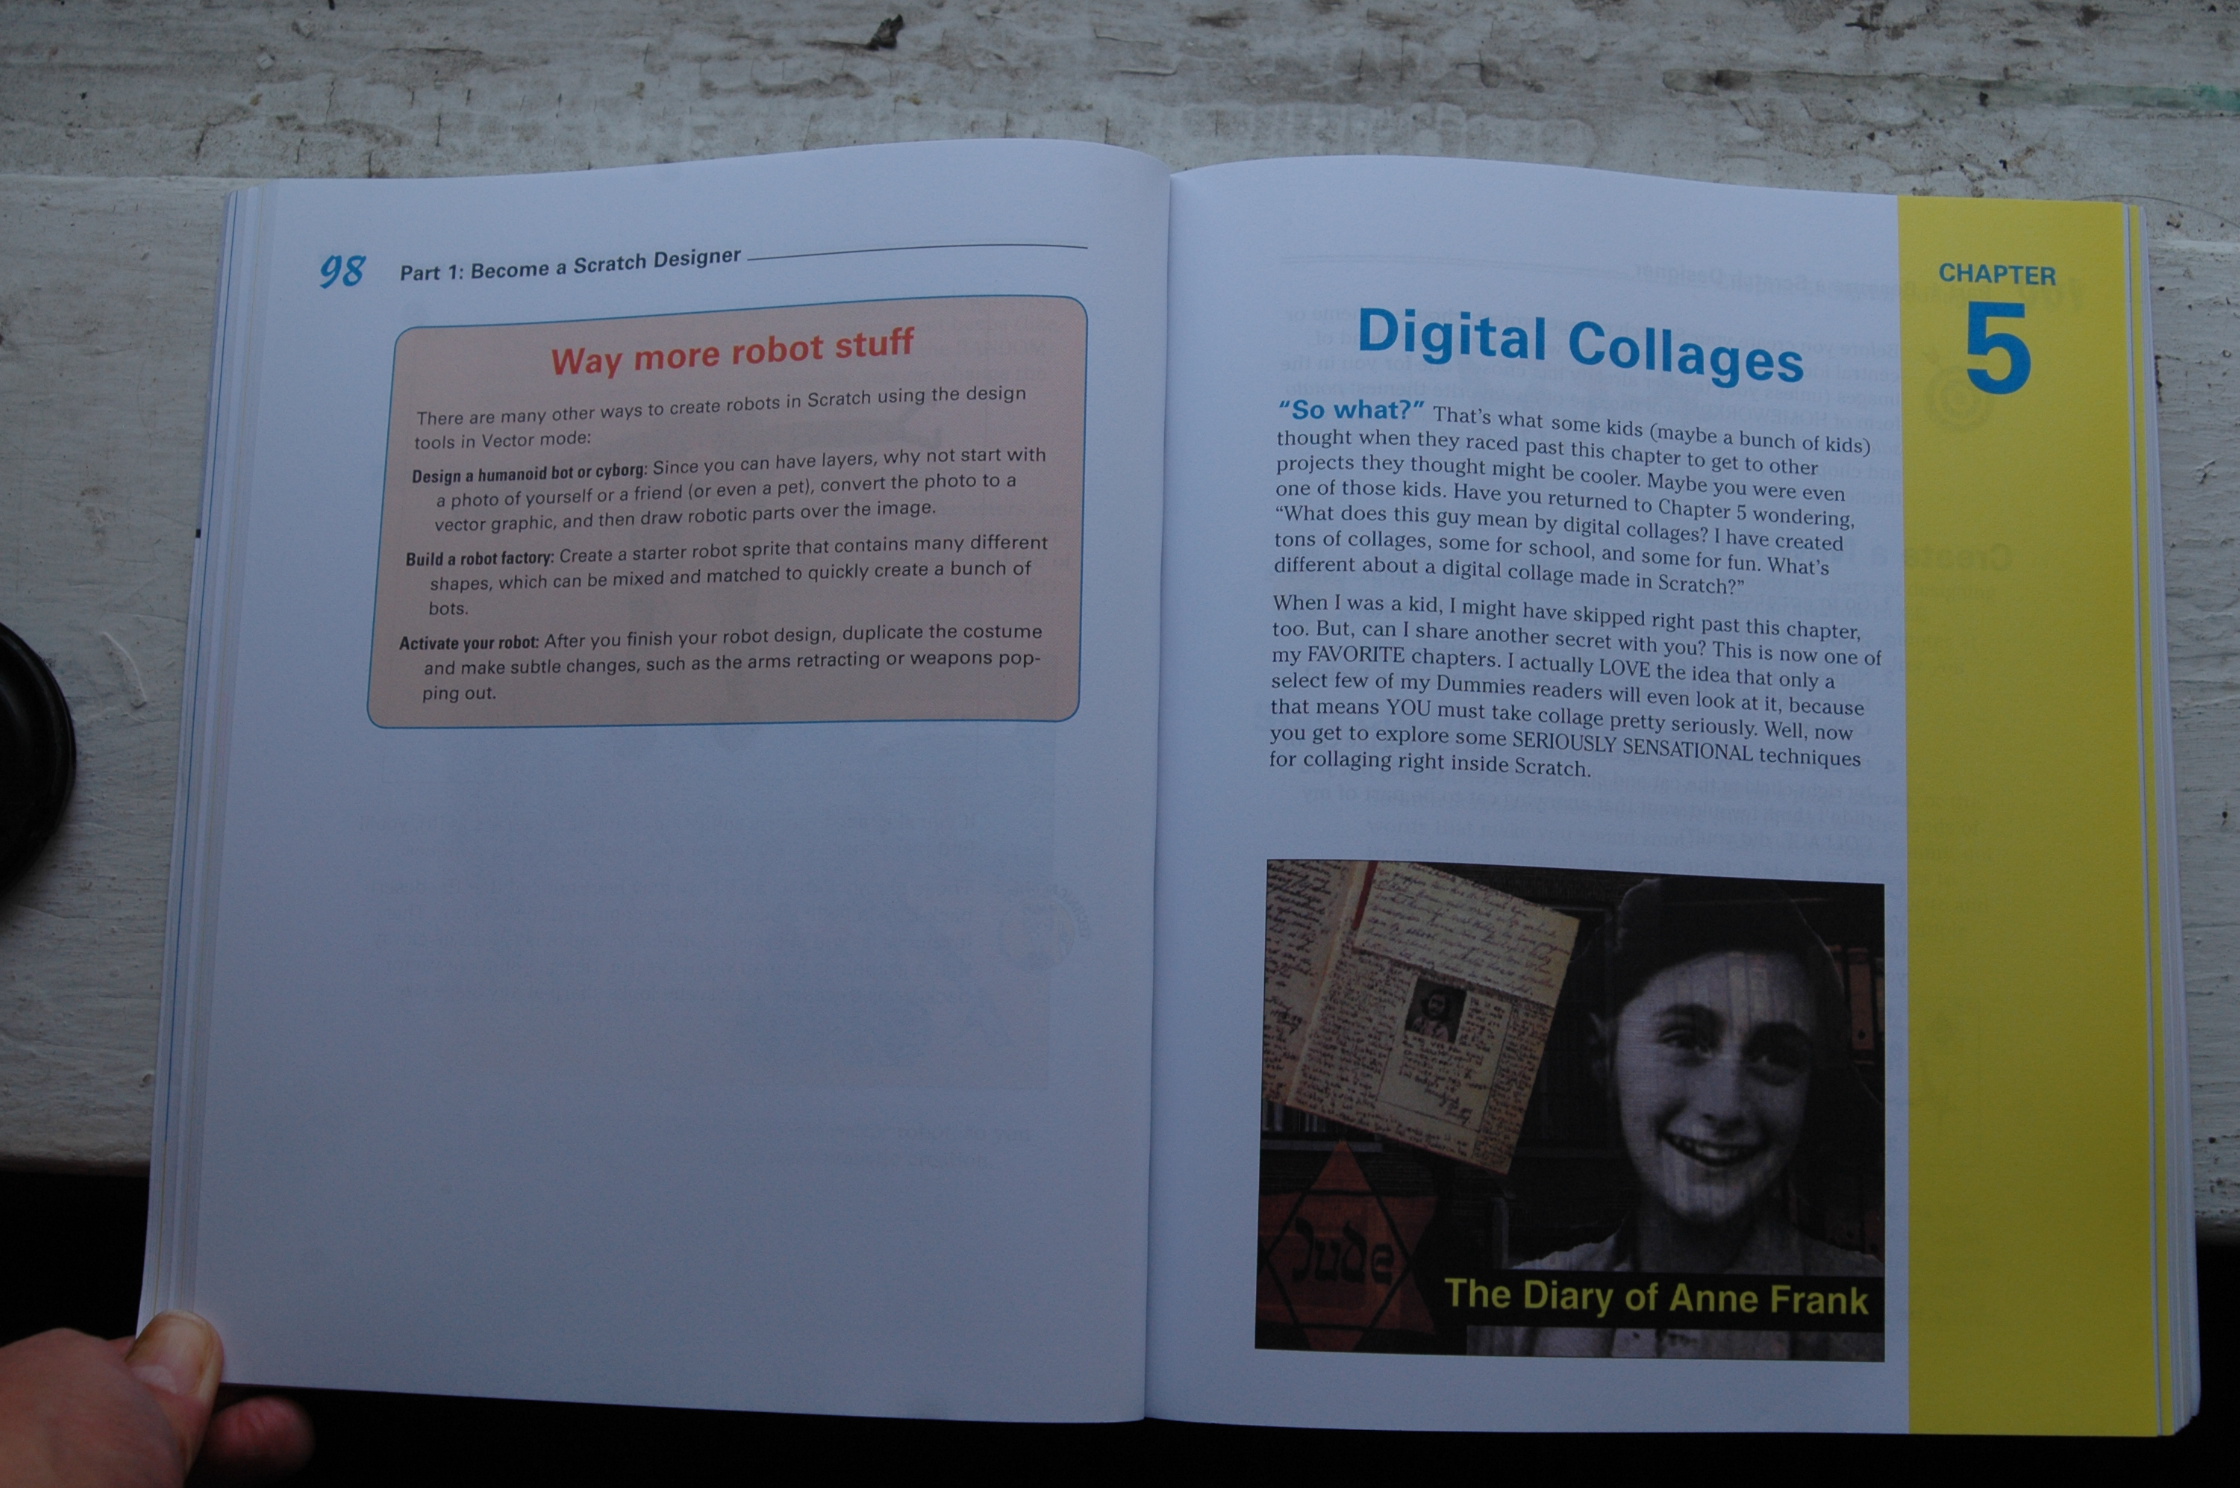 98 Part 1: Become a Scratch Designer
Way more robot stuff
There are many other ways to create robots in Scratch using the design
tools in Vector mode:
Design a humanoid bot or cyborg: Since you can have layers, why not start with
a photo of yourself or a friend (or even a pet), convert the photo to a
vector graphic, and then draw robotic parts over the image.
Build a robot factory: Create a starter robot sprite that contains many different
shapes, which can be mixed and matched to quickly create a bunch of
bots.
Activate your robot: After you finish your robot design, duplicate the costume
and make subtle changes, such as the arms retracting or weapons pop-
ping out.
CHAPTER
5
Digital Collages
“So what?” That’s what some kids (maybe a bunch of kids)
thought when they raced past this chapter to get to other
projects they thought might be cooler. Maybe you were even
one of those kids. Have you returned to Chapter 5 wondering,
“What does this guy mean by digital collages? I have created
tons of collages, some for school, and some for fun. What’s
different about a digital collage made in Scratch?”
When I was a kid, I might have skipped right past this chapter,
too. But, can I share another secret with you? This is now one of
my FAVORITE chapters. I actually LOVE the idea that only a
select few of my Dummies readers will even look at it, because
that means YOU must take collage pretty seriously. Well, now
you get to explore some SERIOUSLY SENSATIONAL techniques
for collaging right inside Scratch.
Jude
The Diary of Anne Frank